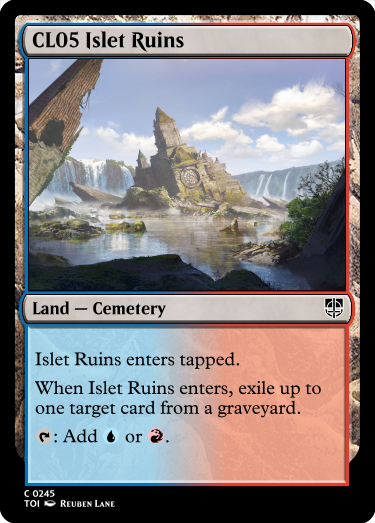 CL05 Islet Ruins
Land — Cemetery
Islet Ruins enters tapped.
When Islet Ruins enters, exile up to
one target card from a graveyard.
: Add or .
C 0245
TOI Reuben Lane